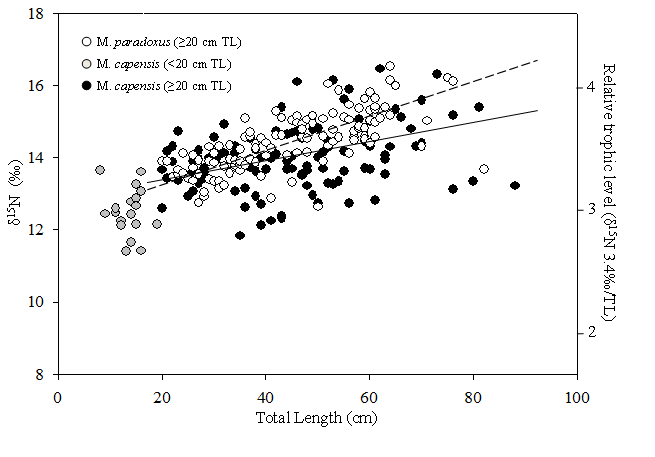 18
16
14
12
10
8
δ¹⁵N (‰)
M. paradoxus (≥20 cm TL)
M. capensis (<20 cm TL)
M. capensis (≥20 cm TL)
4
3
2
Relative trophic level (δ¹⁵N 3.4‰/TL)
0
20
40
60
80
100
Total Length (cm)